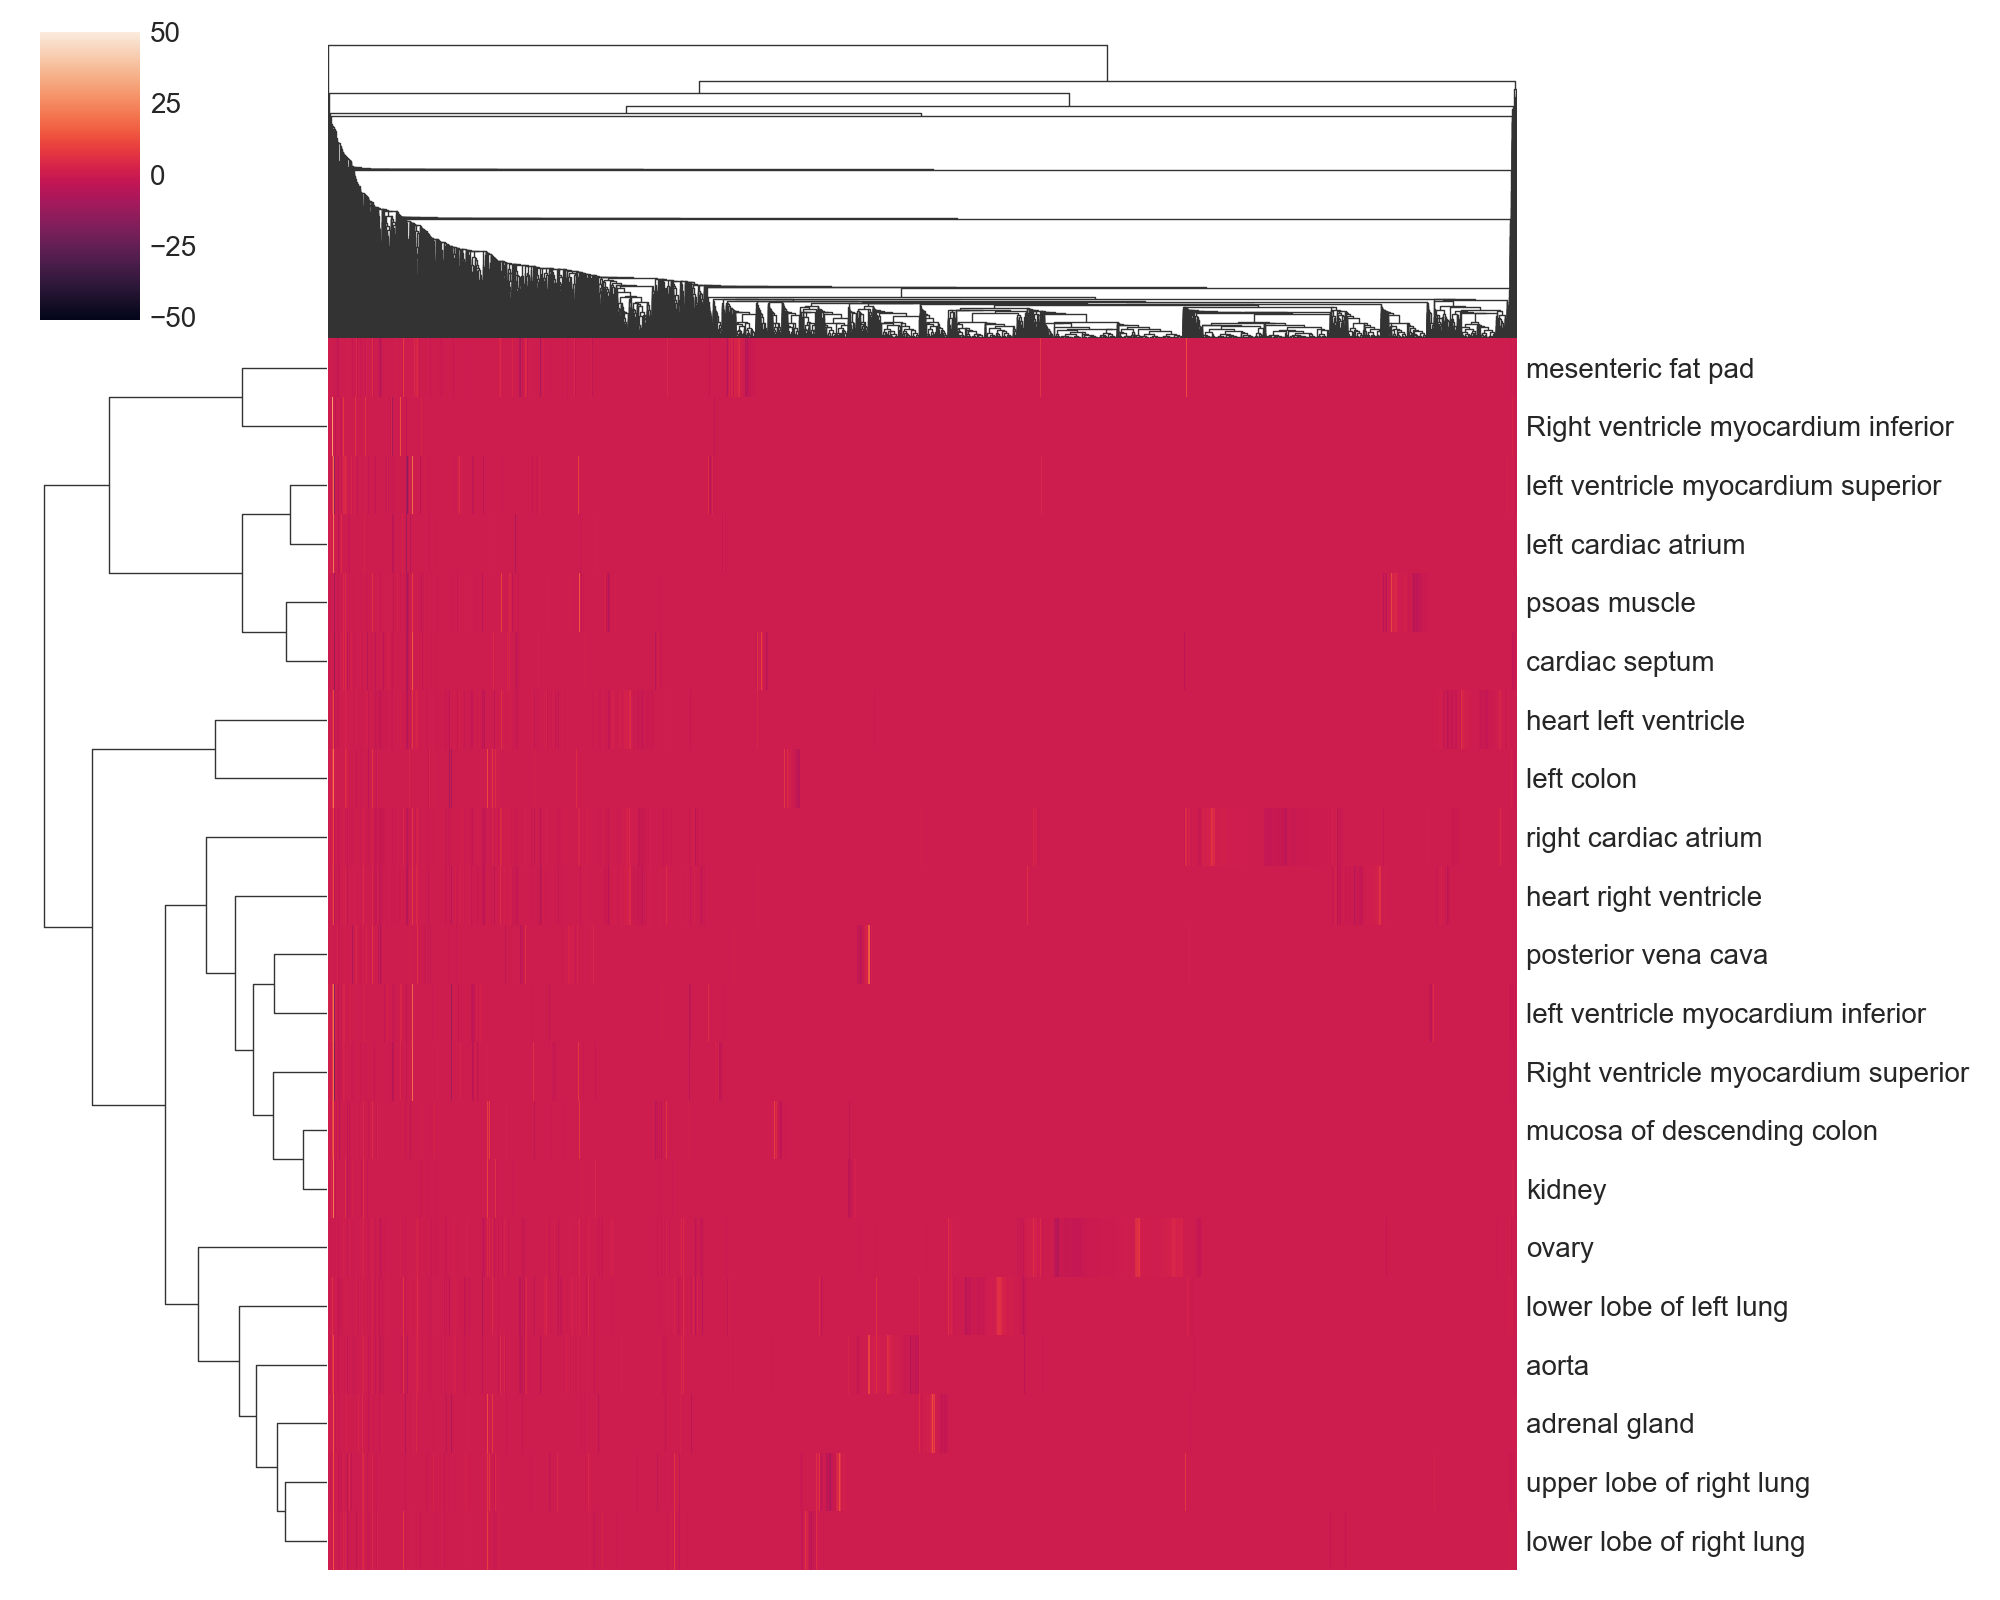 50
25
0
−25
−50
mesenteric fat pad
Right ventricle myocardium inferior
left ventricle myocardium superior
left cardiac atrium
psoas muscle
cardiac septum
heart left ventricle
left colon
right cardiac atrium
heart right ventricle
posterior vena cava
left ventricle myocardium inferior
Right ventricle myocardium superior
mucosa of descending colon
kidney
ovary
lower lobe of left lung
aorta
adrenal gland
upper lobe of right lung
lower lobe of right lung